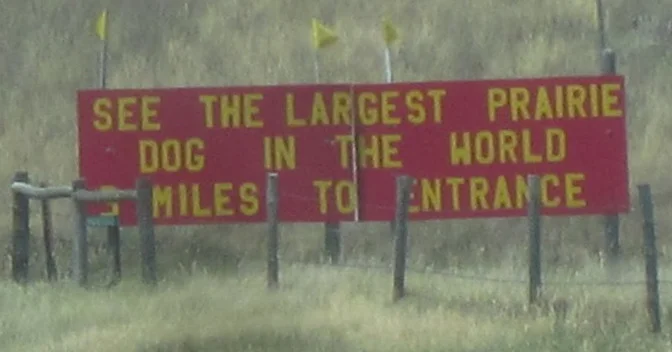 SEE THE LARGEST PRAIRIE
DOG IN THE WORLD
MILES TO ENTRANCE